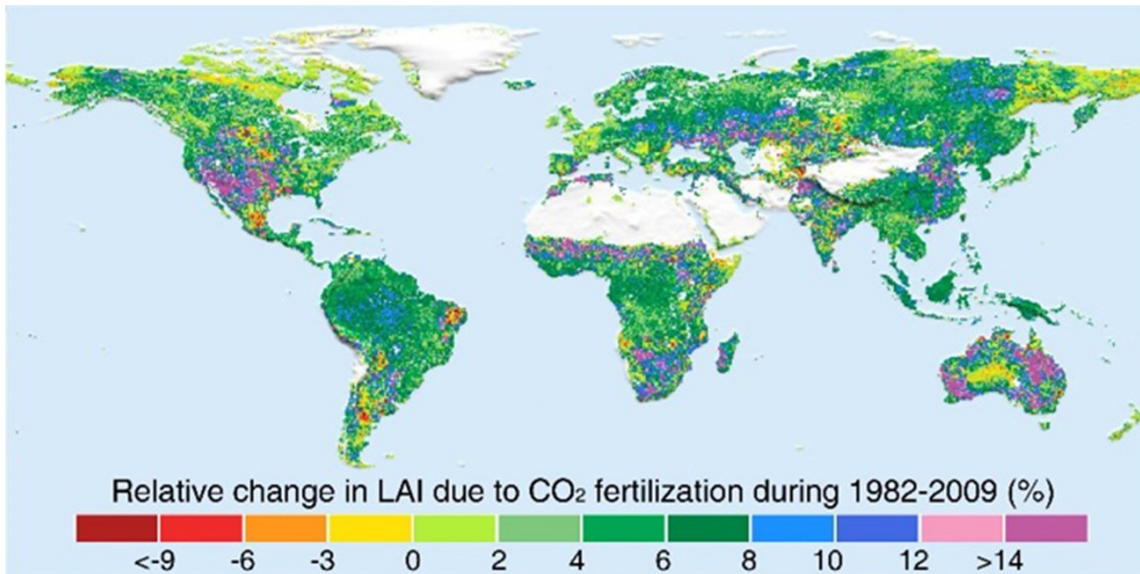 Relative change in LAI due to CO₂ fertilization during 1982-2009 (%)
<-9 -6 -3 0 2 4 6 8 10 12 >14